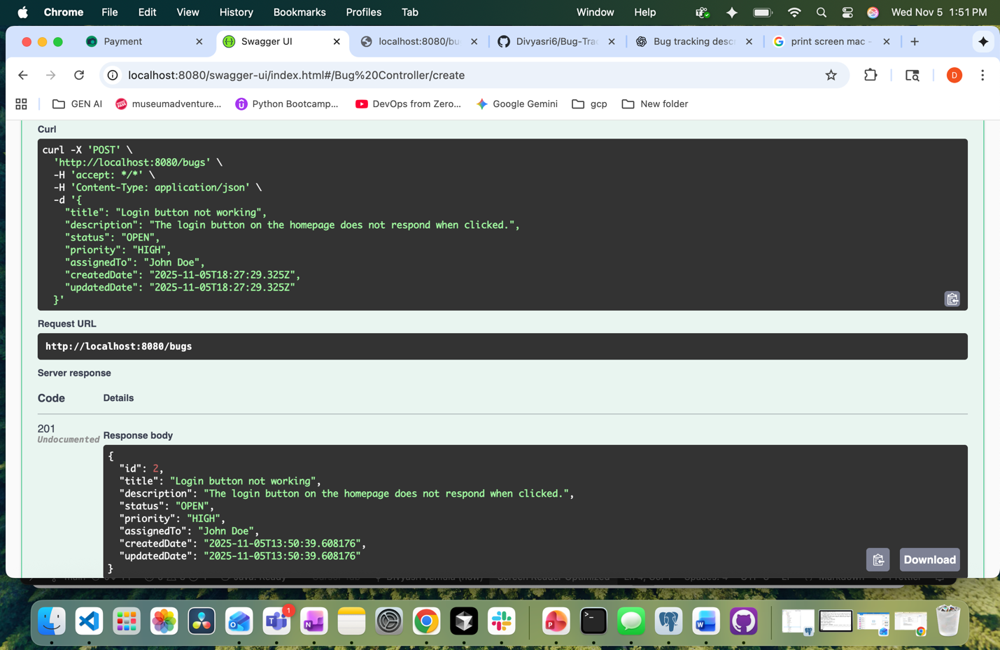 Chrome File Edit View History Bookmarks Profiles Tab Window Help Wed Nov 5 1:51 PM
Payment Swagger UI localhost:8080/bu Divyasri6/Bug-Tra Bug tracking desc print screen mac -
localhost:8080/swagger-ui/index.html#/Bug%20Controller/create D
GEN AI museumadventure... Python Bootcamp... DevOps from Zero... Google Gemini gcp New folder
Curl
curl -X 'POST' \
'http://localhost:8080/bugs' \
-H 'accept: */*' \
-H 'Content-Type: application/json' \
-d '{
"title": "Login button not working",
"description": "The login button on the homepage does not respond when clicked.",
"status": "OPEN",
"priority": "HIGH",
"assignedTo": "John Doe",
"createdDate": "2025-11-05T18:27:29.325Z",
"updatedDate": "2025-11-05T18:27:29.325Z"
}'
Request URL
http://localhost:8080/bugs
Server response
Code Details
201
Undocumented
Response body
{
"id": 2,
"title": "Login button not working",
"description": "The login button on the homepage does not respond when clicked.",
"status": "OPEN",
"priority": "HIGH",
"assignedTo": "John Doe",
"createdDate": "2025-11-05T13:50:39.608176",
"updatedDate": "2025-11-05T13:50:39.608176"
}
Download
1